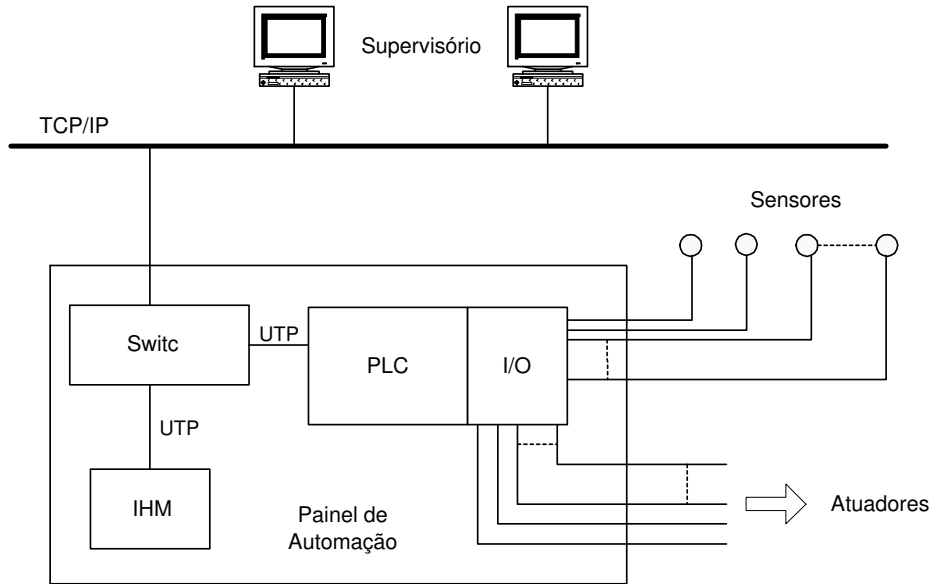 Supervisório
TCP/IP
Sensores
Switc
UTP
PLC
I/O
UTP
IHM
Painel de
Automação
Atuadores